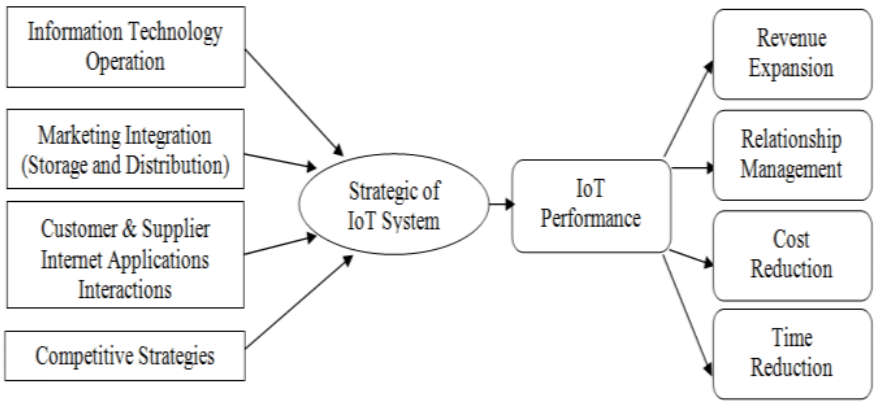 Information Technology
Operation
Marketing Integration
(Storage and Distribution)
Customer & Supplier
Internet Applications
Interactions
Competitive Strategies
Strategic of
IoT System
IoT
Performance
Revenue
Expansion
Relationship
Management
Cost
Reduction
Time
Reduction